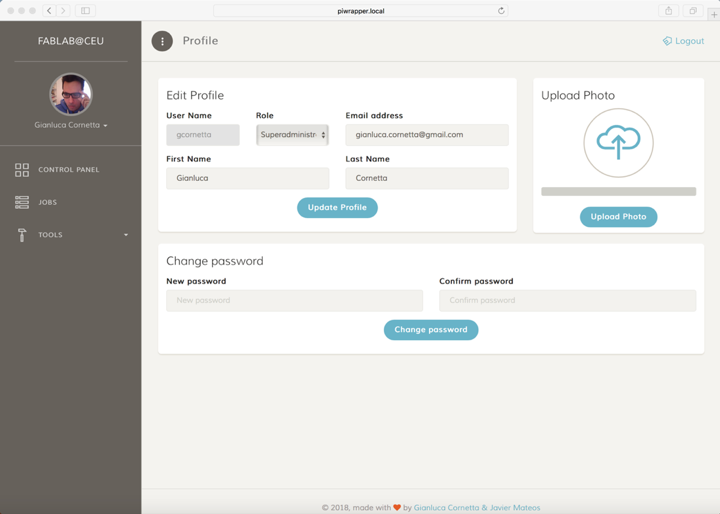 piwrapper.local
FABLAB@CEU
Profile
Logout
Gianluca Cornetta
CONTROL PANEL
JOBS
TOOLS
Edit Profile
User Name Role Email address
gcornetta Superadministr gianluca.cornetta@gmail.com
First Name Last Name
Gianluca Cornetta
Update Profile
Upload Photo
Upload Photo
Change password
New password Confirm password
New password Confirm password
Change password
© 2018, made with ❤ by Gianluca Cornetta & Javier Mateos